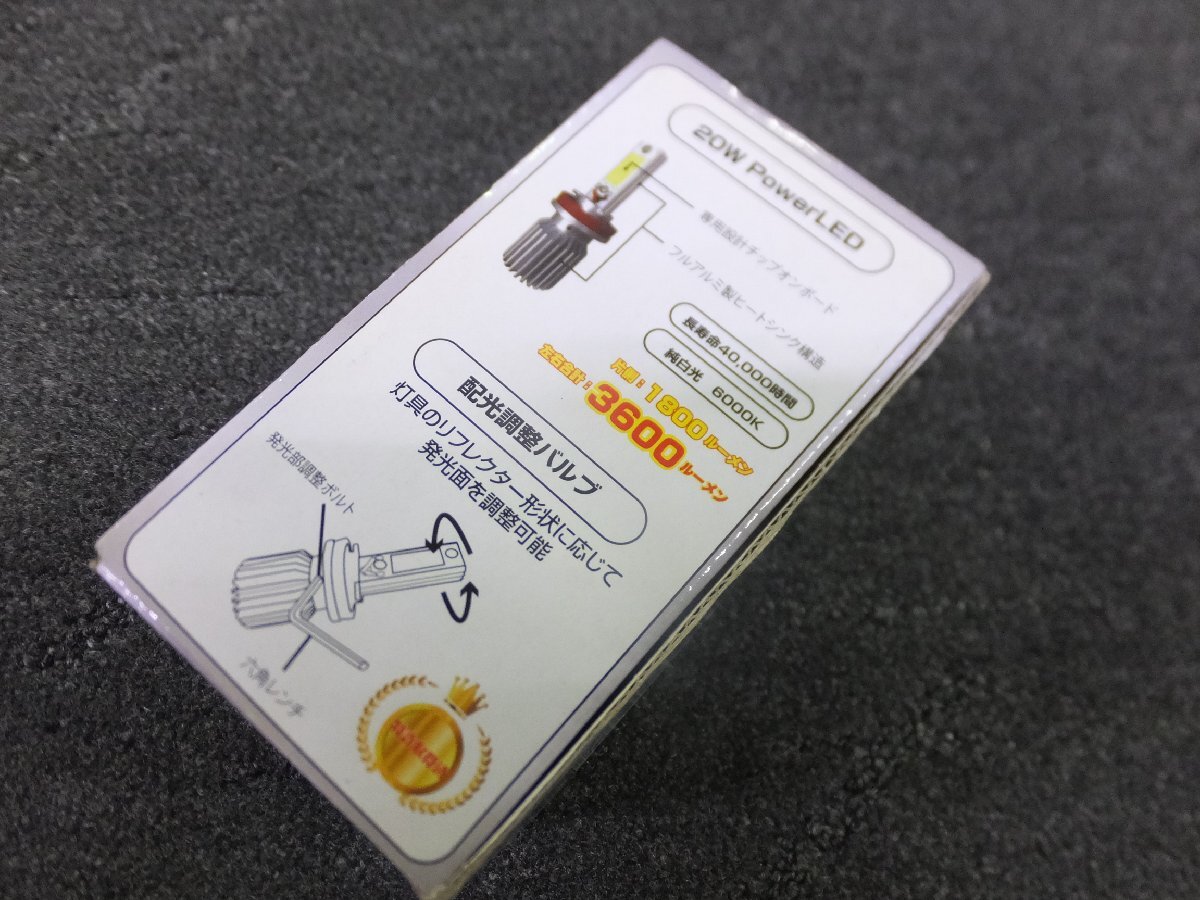 20W PowerLED
専用設計チップオンボード
フルアルミ製ヒートシンク構造
長寿命40,000時間
純白光 6000K
片側：1800ルーメン
左右合計：3600ルーメン
配光調整バルブ
灯具のリフレクター形状に応じて
発光面を調整可能
発光部調整ボルト
六角レンチ